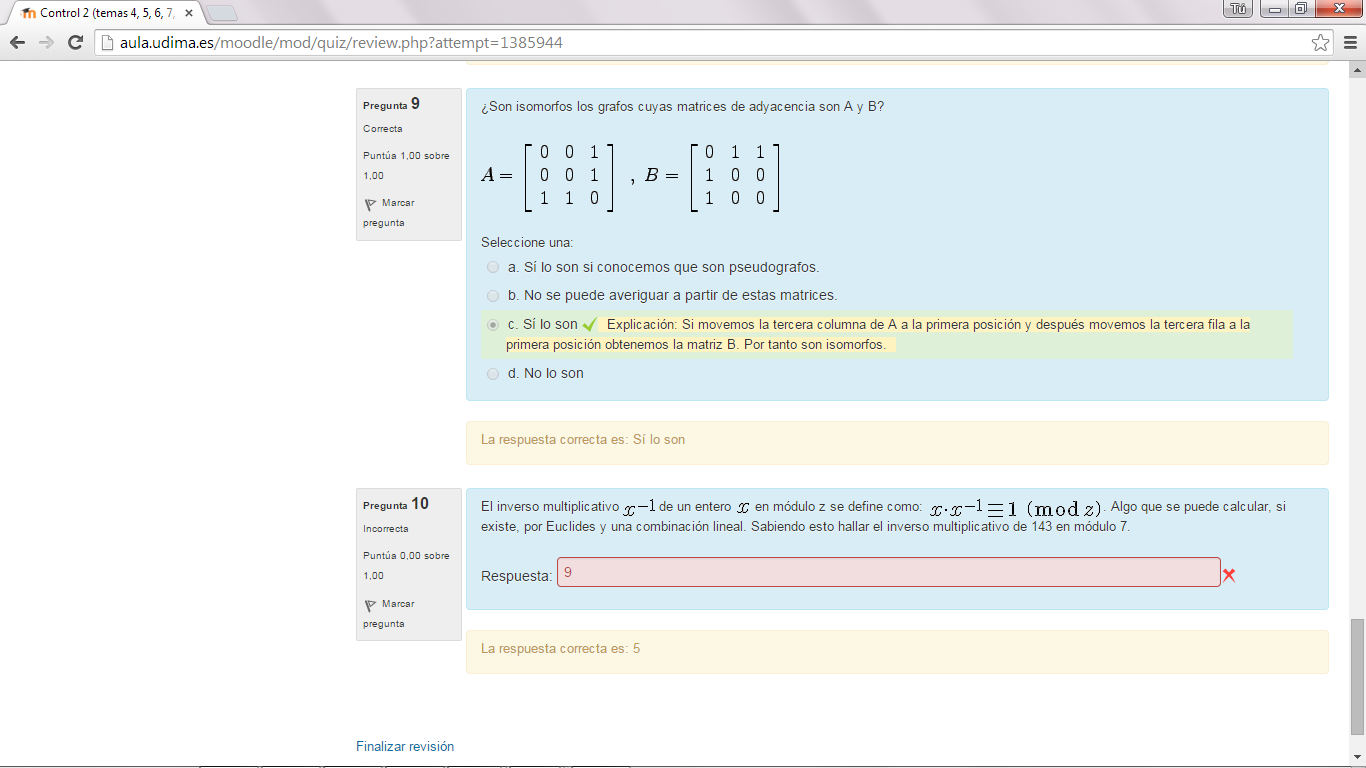 Control 2 (temas 4, 5, 6, 7,
Tú
aula.udima.es/moodle/mod/quiz/review.php?attempt=1385944
Pregunta 9
Correcta
Puntúa 1,00 sobre
1,00
Marcar
pregunta
¿Son isomorfos los grafos cuyas matrices de adyacencia son A y B?
A = [ 0 0 1 ] , B = [ 0 1 1 ]
0 0 1 1 0 0
1 1 0 1 0 0
Seleccione una:
a. Sí lo son si conocemos que son pseudografos.
b. No se puede averiguar a partir de estas matrices.
c. Sí lo son Explicación: Si movemos la tercera columna de A a la primera posición y después movemos la tercera fila a la
primera posición obtenemos la matriz B. Por tanto son isomorfos.
d. No lo son
La respuesta correcta es: Sí lo son
Pregunta 10
Incorrecta
Puntúa 0,00 sobre
1,00
Marcar
pregunta
El inverso multiplicativo x⁻¹ de un entero x en módulo z se define como: x·x⁻¹ ≡ 1 (mod z). Algo que se puede calcular, si
existe, por Euclides y una combinación lineal. Sabiendo esto hallar el inverso multiplicativo de 143 en módulo 7.
Respuesta: 9
La respuesta correcta es: 5
Finalizar revisión